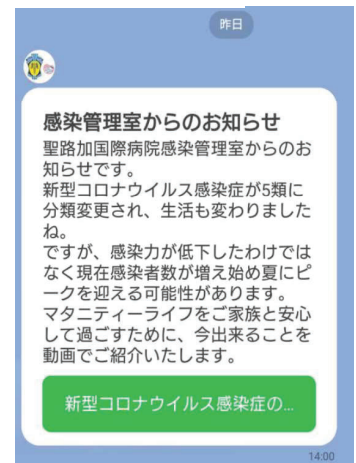 昨日
感染管理室からのお知らせ
聖路加国際病院感染管理室からのお
知らせです。
新型コロナウイルス感染症が5類に
分類変更され、生活も変わりました
ね。
ですが、感染力が低下したわけでは
なく現在感染者数が増え始め夏にピ
ークを迎える可能性があります。
マタニティーライフをご家族と安心
して過ごすために、今出来ることを
動画でご紹介いたします。
新型コロナウイルス感染症の...
14:00